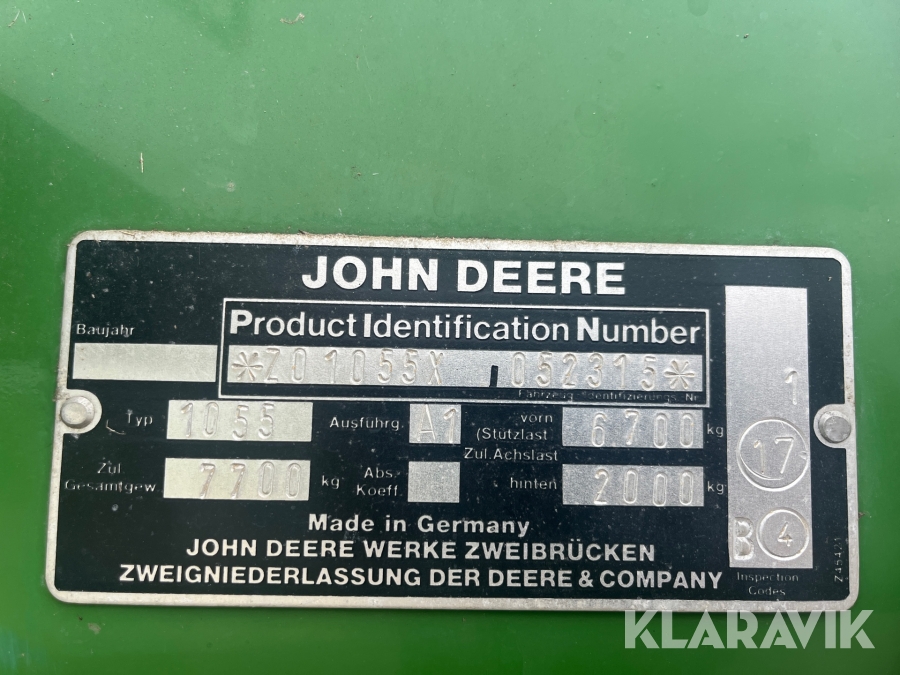 JOHN DEERE
Baujahr
Product Identification Number
*Z01055X 052315*
Fahrzeug Identifizierungs. Nr.
Typ 1055 Ausführg. A1 vorn (Stützlast 6700 kg
Zul. Achslast
Zul. Gesamtgew 7700 kg Abs.- Koeff. hinten 2000 kg
Made in Germany
JOHN DEERE WERKE ZWEIBRÜCKEN
ZWEIGNIEDERLASSUNG DER DEERE & COMPANY
1
17
B 4
Inspection
Codes
KLARAVIK